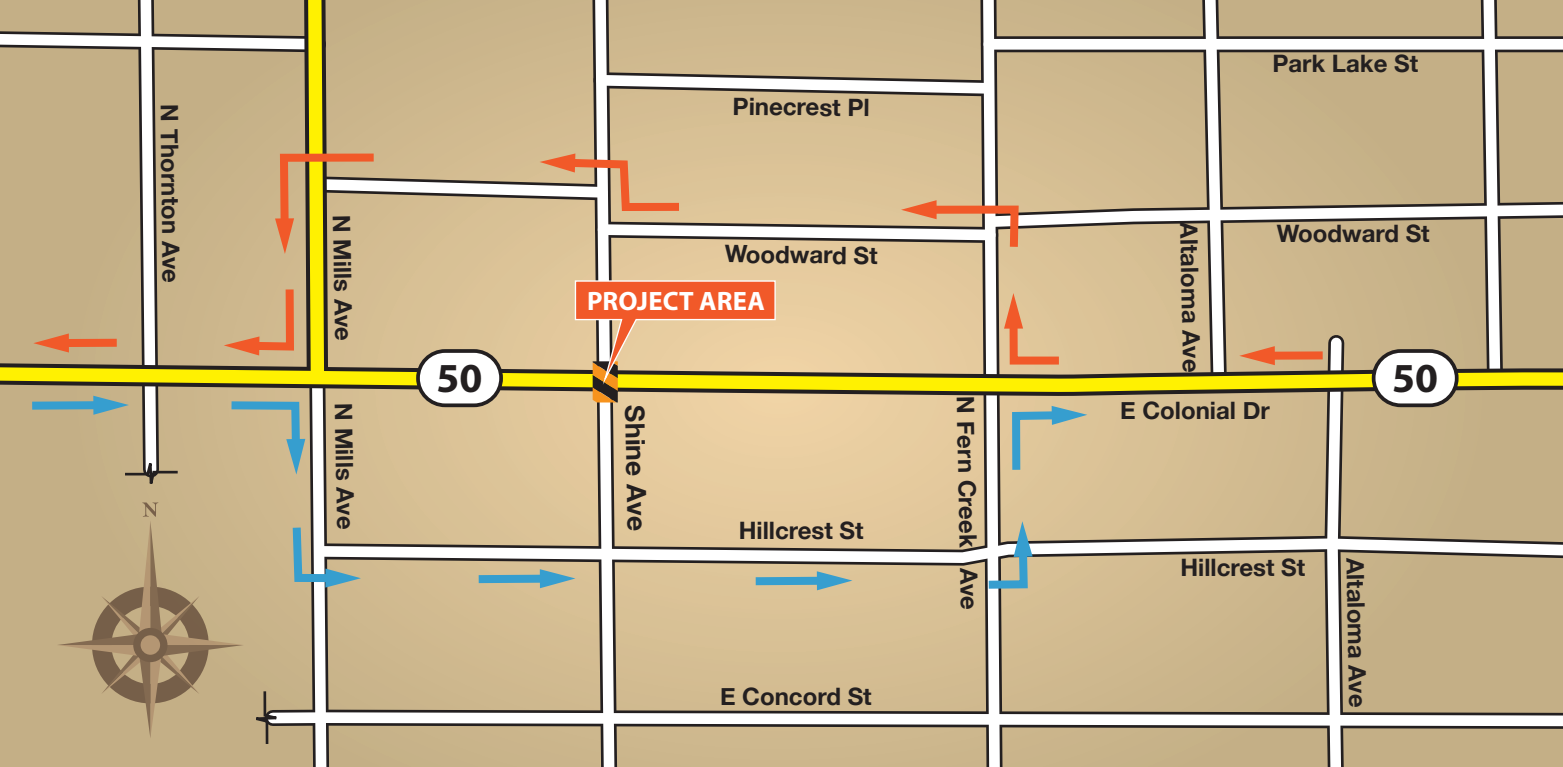 Park Lake St
Pinecrest Pl
N Thornton Ave
N Mills Ave
Woodward St
Altaloma Ave
Woodward St
PROJECT AREA
50
50
E Colonial Dr
N Mills Ave
Shine Ave
N Fern Creek Ave
N
Hillcrest St
Hillcrest St
Altaloma Ave
E Concord St